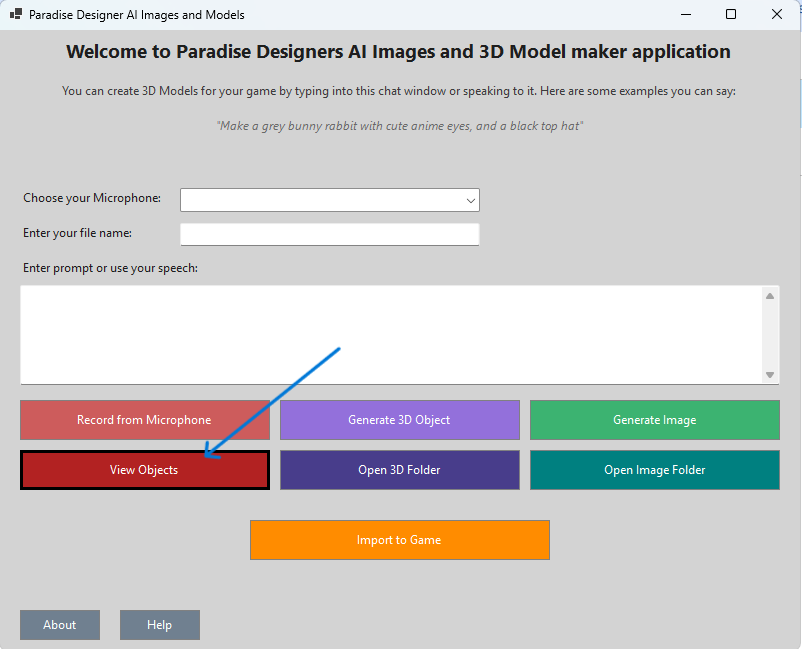 Paradise Designer AI Images and Models
Welcome to Paradise Designers AI Images and 3D Model maker application
You can create 3D Models for your game by typing into this chat window or speaking to it. Here are some examples you can say:
"Make a grey bunny rabbit with cute anime eyes, and a black top hat"
Choose your Microphone:
Enter your file name:
Enter prompt or use your speech:
Record from Microphone
Generate 3D Object
Generate Image
View Objects
Open 3D Folder
Open Image Folder
Import to Game
About
Help